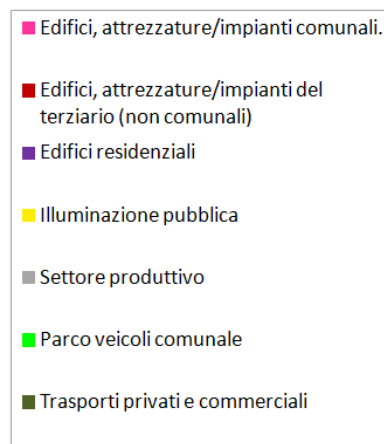 Edifici, attrezzature/impianti comunali.
Edifici, attrezzature/impianti del
terziario (non comunali)
Edifici residenziali
Illuminazione pubblica
Settore produttivo
Parco veicoli comunale
Trasporti privati e commerciali